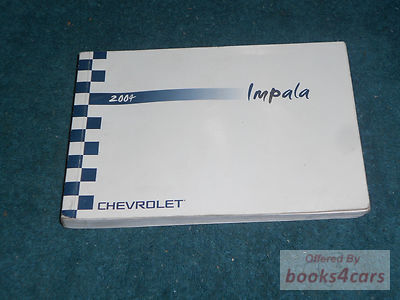 2004 Impala
CHEVROLET
Offered By
books4cars